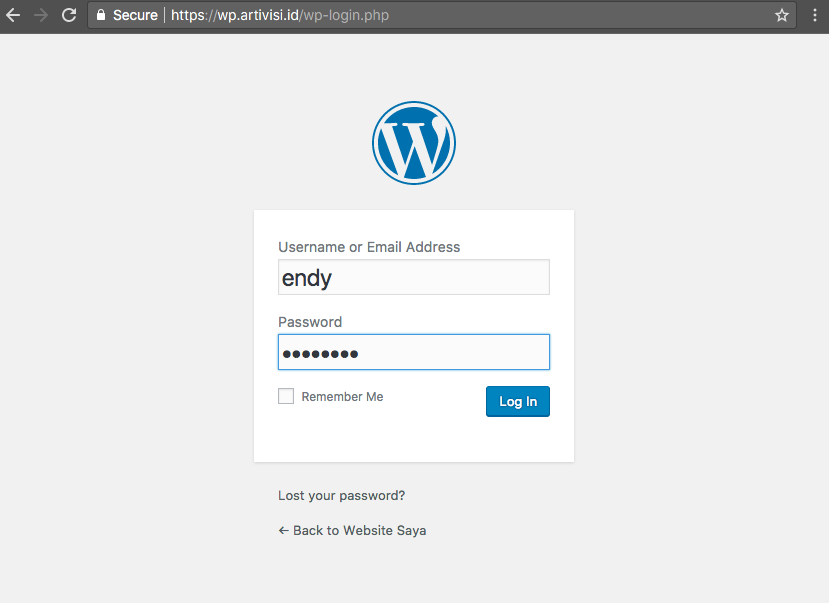 Secure | https://wp.artivisi.id/wp-login.php
Username or Email Address
endy
Password
••••••••
Remember Me
Log In
Lost your password?
← Back to Website Saya